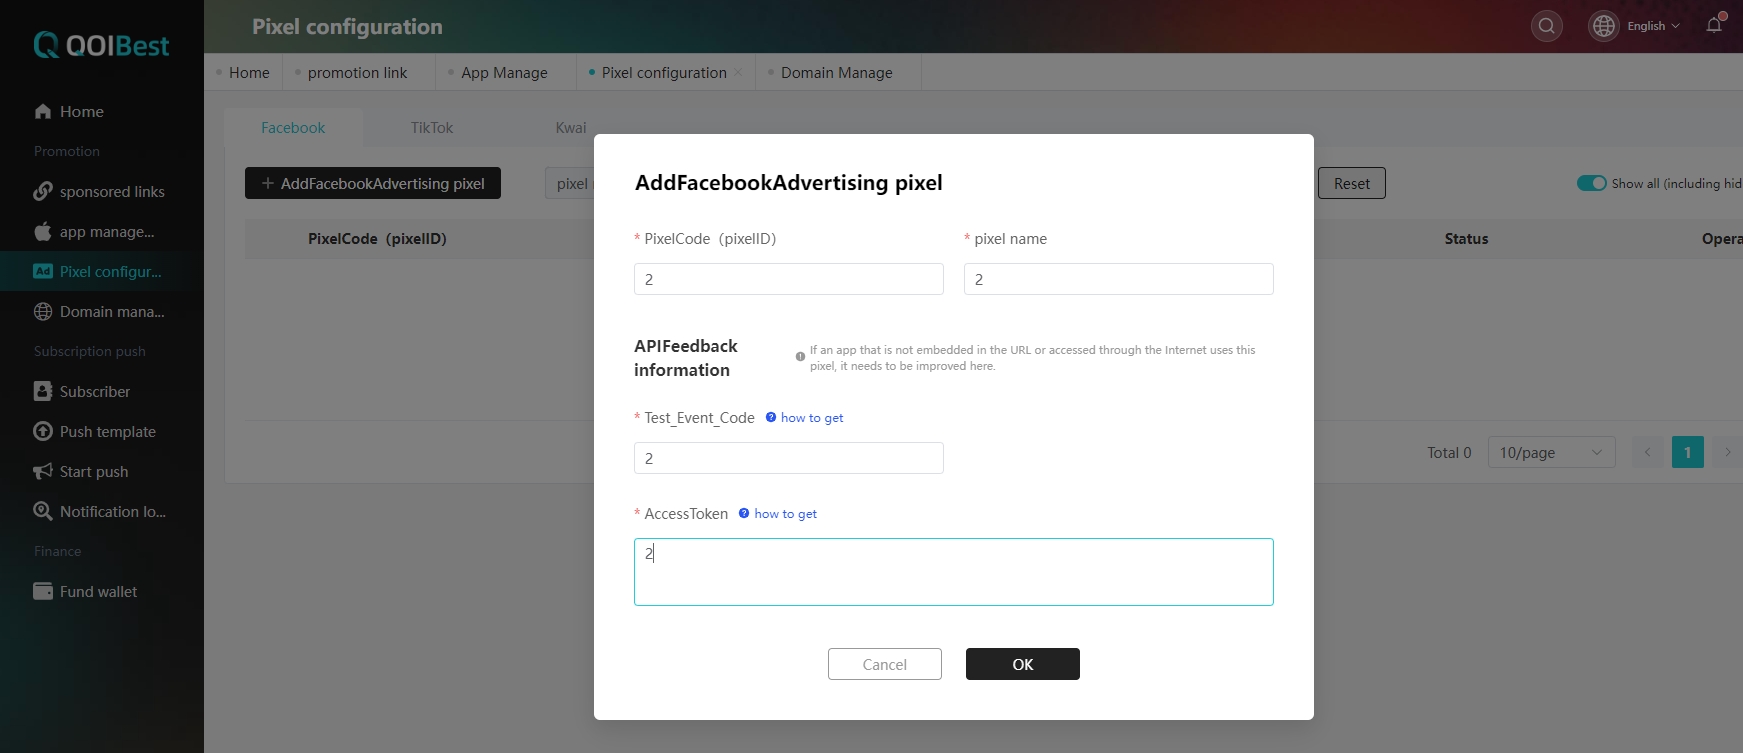 QOIBest
Pixel configuration
English
Home
promotion link
App Manage
Pixel configuration
Domain Manage
Home
Promotion
sponsored links
app manage...
Ad Pixel configur...
Domain mana...
Subscription push
Subscriber
Push template
Start push
Notification lo...
Finance
Fund wallet
Facebook
TikTok
Kwai
+ AddFacebookAdvertising pixel
pixel
Reset
Show all (including hid
PixelCode（pixelID）
Status
Opera
Total 0
10/page
1
AddFacebookAdvertising pixel
* PixelCode（pixelID）
* pixel name
2
2
APIFeedback
information
If an app that is not embedded in the URL or accessed through the Internet uses this
pixel, it needs to be improved here.
* Test_Event_Code ? how to get
2
* AccessToken ? how to get
2
Cancel
OK